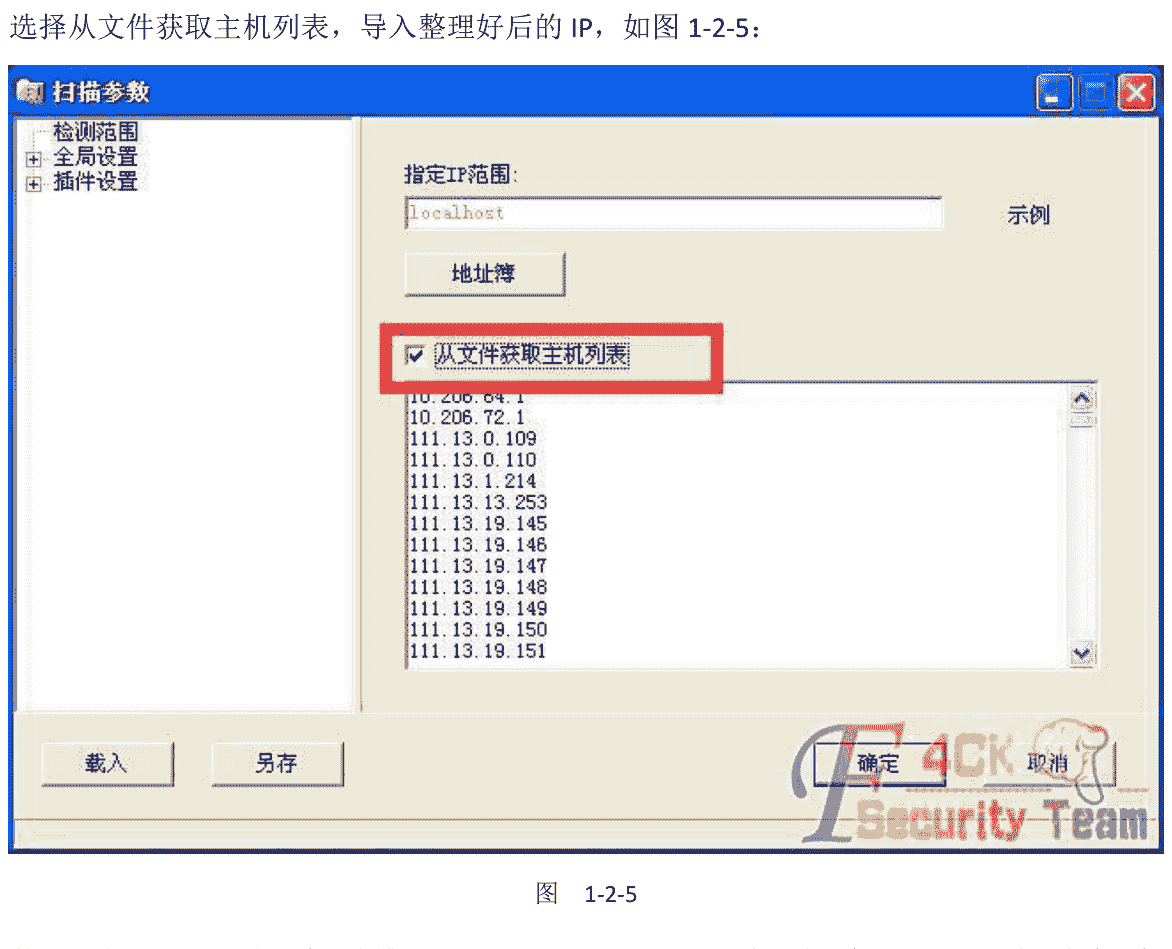 选择从文件获取主机列表，导入整理好后的 IP，如图 1-2-5：
扫描参数
检测范围
全局设置
插件设置
指定IP范围:
localhost
示例
地址簿
从文件获取主机列表
10.206.64.1
10.206.72.1
111.13.0.109
111.13.0.110
111.13.1.214
111.13.13.253
111.13.19.145
111.13.19.146
111.13.19.147
111.13.19.148
111.13.19.149
111.13.19.150
111.13.19.151
载入
另存
确定
取消
F4CK
Security Team
图 1-2-5